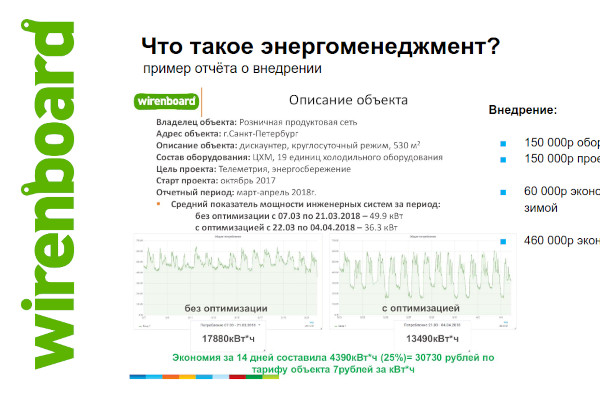 wirenboard
Что такое энергоменеджмент?
пример отчёта о внедрении
wirenboard
Описание объекта
Владелец объекта: Розничная продуктовая сеть
Адрес объекта: г.Санкт-Петербург
Описание объекта: дискаунтер, круглосуточный режим, 530 м²
Состав оборудования: ЦХМ, 19 единиц холодильного оборудования
Цель проекта: Телеметрия, энергосбережение
Старт проекта: октябрь 2017
Отчетный период: март-апрель 2018г.
• Средний показатель мощности инженерных систем за период:
без оптимизации с 07.03 по 21.03.2018 – 49.9 кВт
с оптимизацией с 22.03 по 04.04.2018 – 36.3 кВт
без оптимизации
с оптимизацией
17880кВт*ч
13490кВт*ч
Экономия за 14 дней составила 4390кВт*ч (25%)= 30730 рублей по
тарифу объекта 7рублей за кВт*ч
Внедрение:
150 000р обор
150 000р прое
60 000р эконо
зимой
460 000р экон